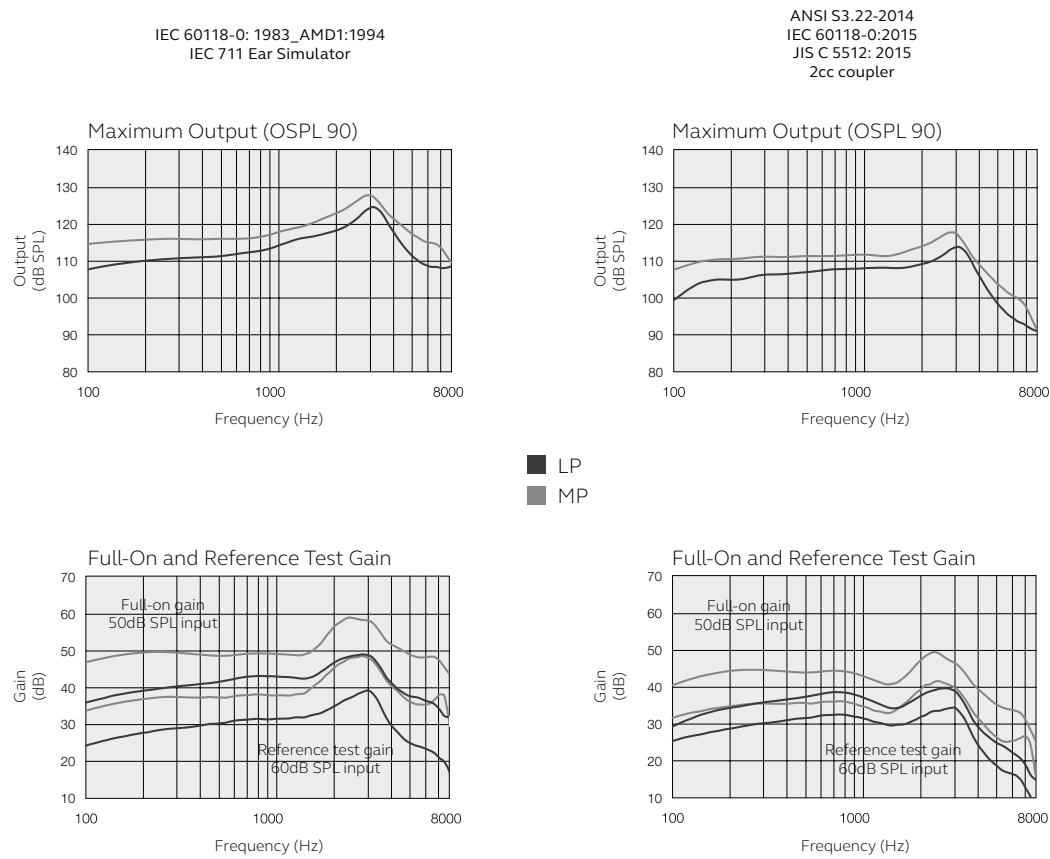 IEC 60118-0: 1983_AMD1:1994
IEC 711 Ear Simulator
ANSI S3.22-2014
IEC 60118-0:2015
JIS C 5512: 2015
2cc coupler
Maximum Output (OSPL 90)
140
130
120
110
100
90
80
Output
(dB SPL)
100
1000
8000
Frequency (Hz)
Maximum Output (OSPL 90)
140
130
120
110
100
90
80
Output
(dB SPL)
100
1000
8000
Frequency (Hz)
LP
MP
Full-On and Reference Test Gain
70
60
50
40
30
20
10
Gain
(dB)
Full-on gain
50dB SPL input
Reference test gain
60dB SPL input
100
1000
8000
Frequency (Hz)
Full-On and Reference Test Gain
70
60
50
40
30
20
10
Gain
(dB)
Full-on gain
50dB SPL input
Reference test gain
60dB SPL input
100
1000
8000
Frequency (Hz)